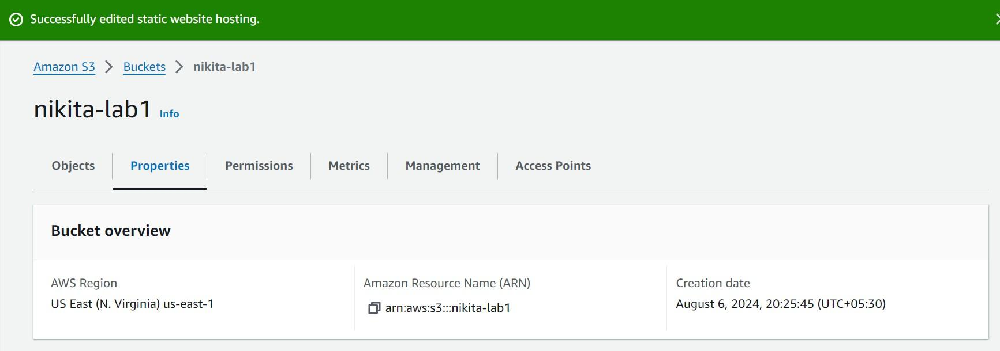 Successfully edited static website hosting.
Amazon S3 Buckets nikita-lab1
nikita-lab1 Info
Objects Properties Permissions Metrics Management Access Points
Bucket overview
AWS Region Amazon Resource Name (ARN) Creation date
US East (N. Virginia) us-east-1 arn:aws:s3:::nikita-lab1 August 6, 2024, 20:25:45 (UTC+05:30)